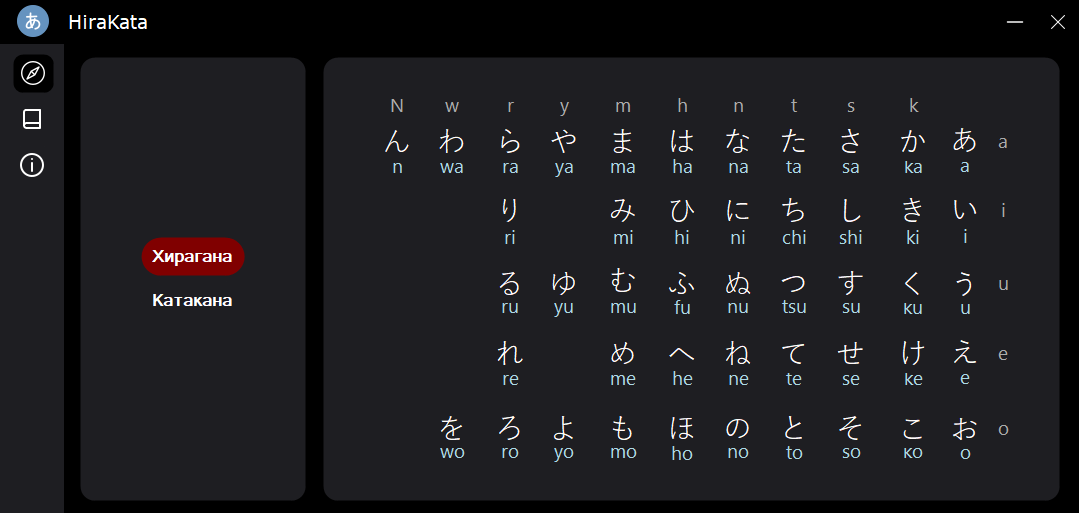 あ HiraKata
Хирагана
Катакана
N w r y m h n t s k
ん わ ら や ま は な た さ か あ a
n wa ra ya ma ha na ta sa ka a
り み ひ に ち し き い i
ri mi hi ni chi shi ki i
る ゆ む ふ ぬ つ す く う u
ru yu mu fu nu tsu su ku u
れ め へ ね て せ け え e
re me he ne te se ke e
を ろ よ も ほ の と そ こ お o
wo ro yo mo ho no to so ko o